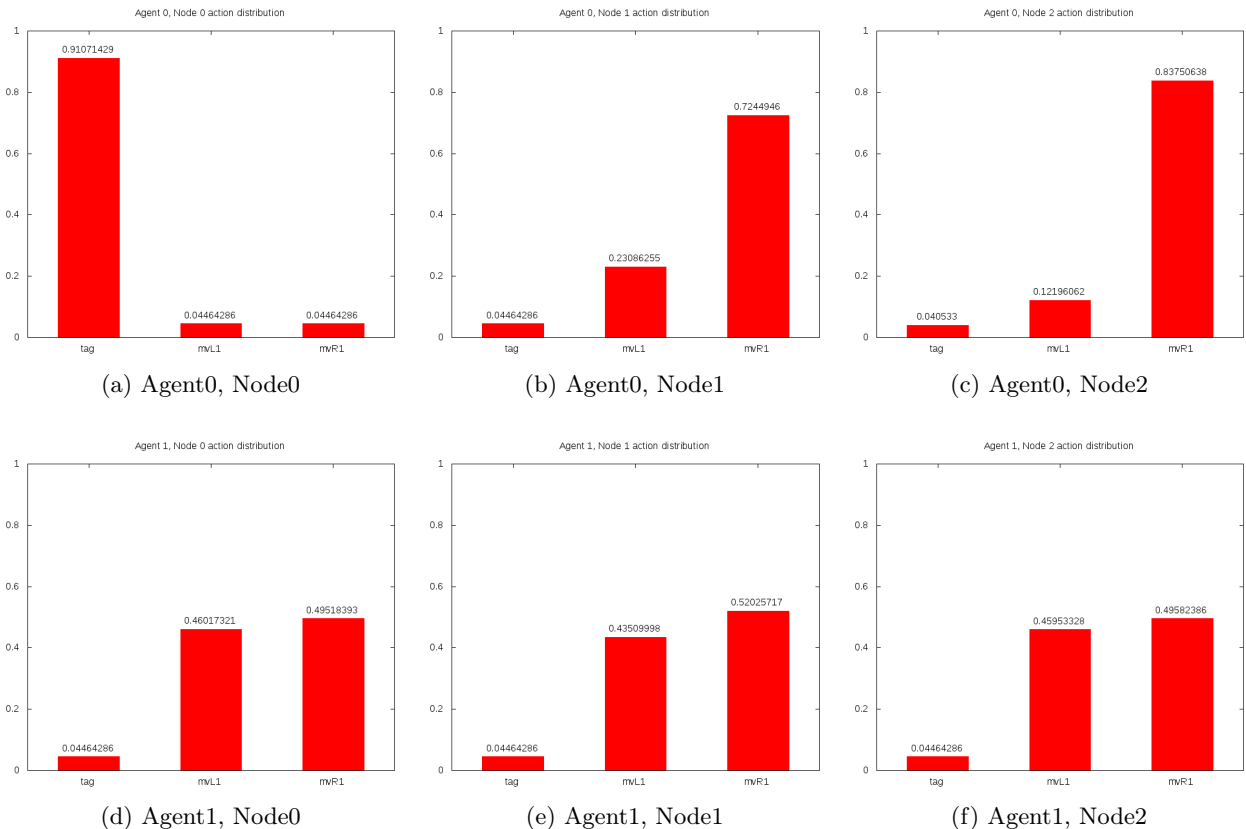 Agent 0, Node 0 action distribution
1
0.8
0.6
0.4
0.2
0
0.91071429
0.04464286
0.04464286
tag
mvL1
mvR1
(a) Agent0, Node0
Agent 0, Node 1 action distribution
1
0.8
0.6
0.4
0.2
0
0.04464286
0.23086255
0.7244946
tag
mvL1
mvR1
(b) Agent0, Node1
Agent 0, Node 2 action distribution
1
0.8
0.6
0.4
0.2
0
0.040533
0.12196062
0.83750638
tag
mvL1
mvR1
(c) Agent0, Node2
Agent 1, Node 0 action distribution
1
0.8
0.6
0.4
0.2
0
0.04464286
0.46017321
0.49518393
tag
mvL1
mvR1
(d) Agent1, Node0
Agent 1, Node 1 action distribution
1
0.8
0.6
0.4
0.2
0
0.04464286
0.43509998
0.52025717
tag
mvL1
mvR1
(e) Agent1, Node1
Agent 1, Node 2 action distribution
1
0.8
0.6
0.4
0.2
0
0.04464286
0.45953328
0.49582386
tag
mvL1
mvR1
(f) Agent1, Node2